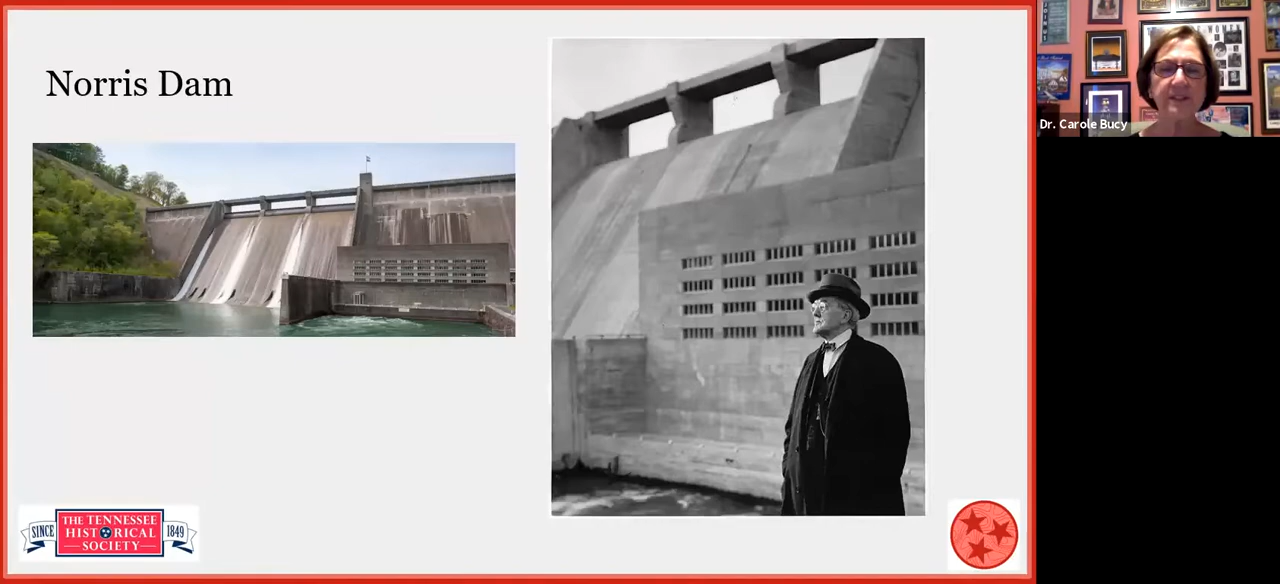 Norris Dam
Dr. Carole Bucy
SINCE
THE TENNESSEE
HISTORICAL
SOCIETY
1849